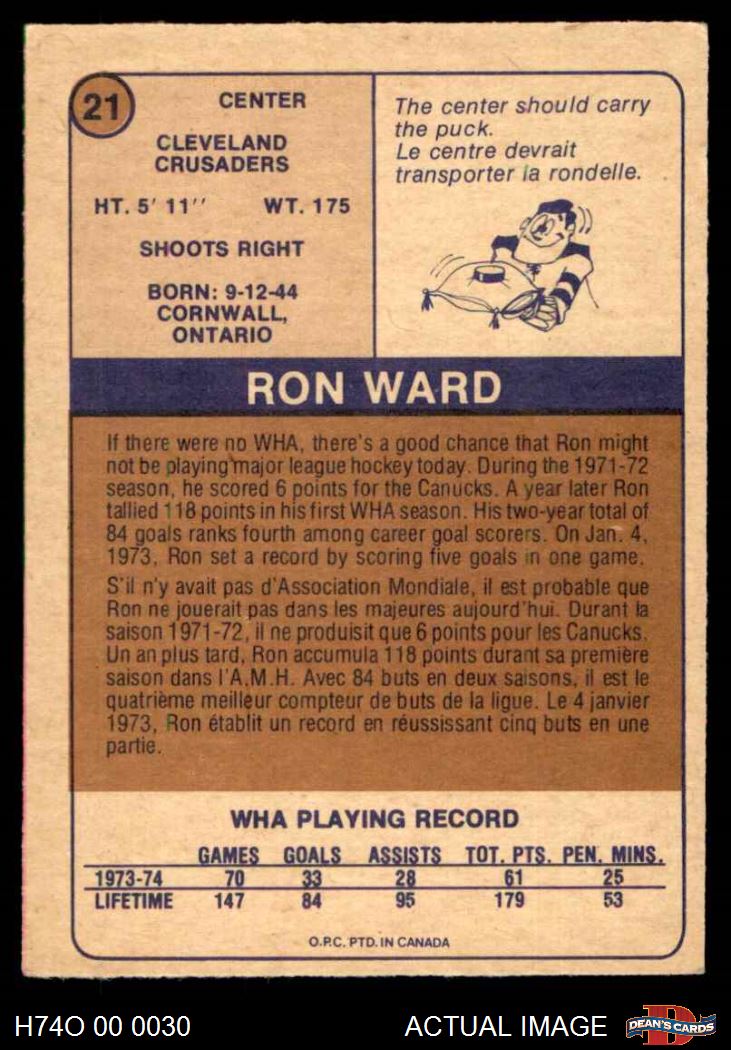 21
CENTER
CLEVELAND
CRUSADERS
HT. 5' 11''  WT. 175
SHOOTS RIGHT
BORN: 9-12-44
CORNWALL,
ONTARIO
The center should carry
the puck.
Le centre devrait
transporter la rondelle.
RON WARD
If there were no WHA, there's a good chance that Ron might
not be playing major league hockey today. During the 1971-72
season, he scored 6 points for the Canucks. A year later Ron
tallied 118 points in his first WHA season. His two-year total of
84 goals ranks fourth among career goal scorers. On Jan. 4,
1973, Ron set a record by scoring five goals in one game.
S'il n'y avait pas d'Association Mondiale, il est probable que
Ron ne jouerait pas dans les majeures aujourd'hui. Durant la
saison 1971-72, il ne produisit que 6 points pour les Canucks.
Un an plus tard, Ron accumula 118 points durant sa première
saison dans l'A.M.H. Avec 84 buts en deux saisons, il est le
quatrième meilleur compteur de buts de la ligue. Le 4 janvier
1973, Ron établit un record en réussissant cinq buts en une
partie.
WHA PLAYING RECORD
GAMES GOALS ASSISTS TOT. PTS. PEN. MINS.
1973-74 70 33 28 61 25
LIFETIME 147 84 95 179 53
O.P.C. PTD. IN CANADA
H74O 00 0030
ACTUAL IMAGE
D
DEAN'S CARDS